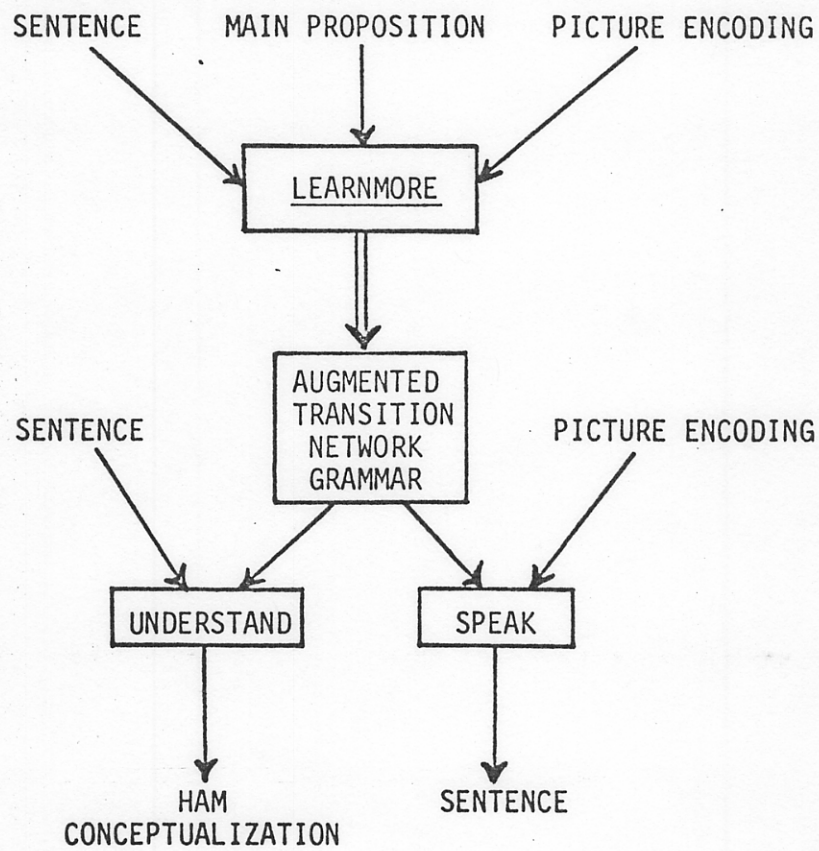 SENTENCE MAIN PROPOSITION PICTURE ENCODING
LEARNMORE
AUGMENTED
TRANSITION
NETWORK
GRAMMAR
SENTENCE PICTURE ENCODING
UNDERSTAND SPEAK
HAM SENTENCE
CONCEPTUALIZATION